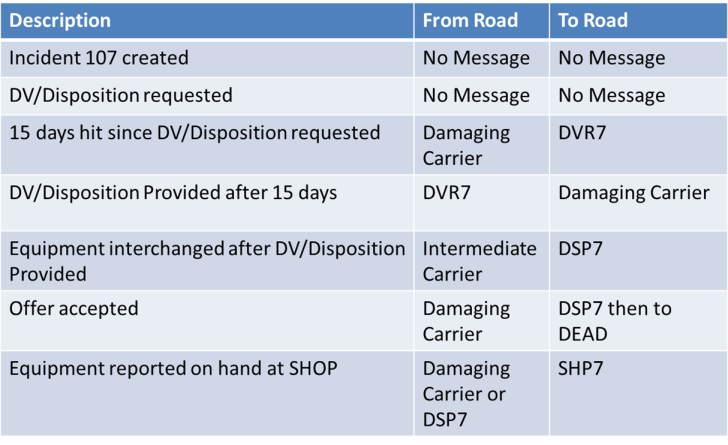 Description From Road To Road
Incident 107 created No Message No Message
DV/Disposition requested No Message No Message
15 days hit since DV/Disposition requested Damaging DVR7
Carrier
DV/Disposition Provided after 15 days DVR7 Damaging Carrier
Equipment interchanged after DV/Disposition Intermediate DSP7
Provided Carrier
Offer accepted Damaging DSP7 then to
Carrier DEAD
Equipment reported on hand at SHOP Damaging SHP7
Carrier or
DSP7